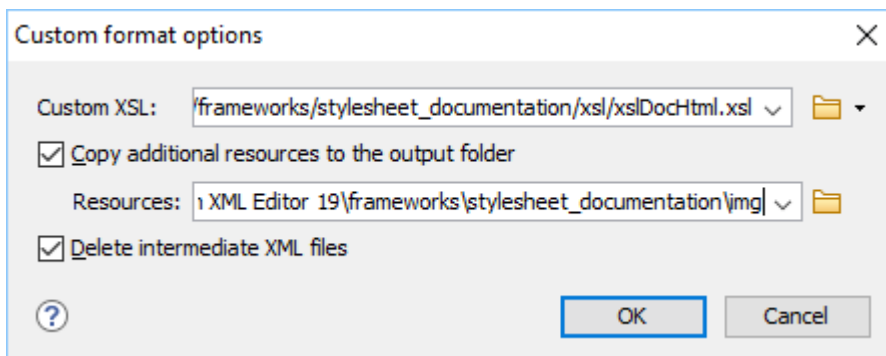 Custom format options
Custom XSL: /frameworks/stylesheet_documentation/xsl/xslDocHtml.xsl
Copy additional resources to the output folder
Resources: XML Editor 19\frameworks\stylesheet_documentation\img
Delete intermediate XML files
? OK Cancel